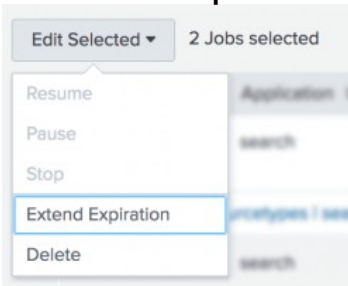 Edit Selected ▾ 2 Jobs selected
Resume
Application
Pause
search
Stop
Extend Expiration
Delete
search